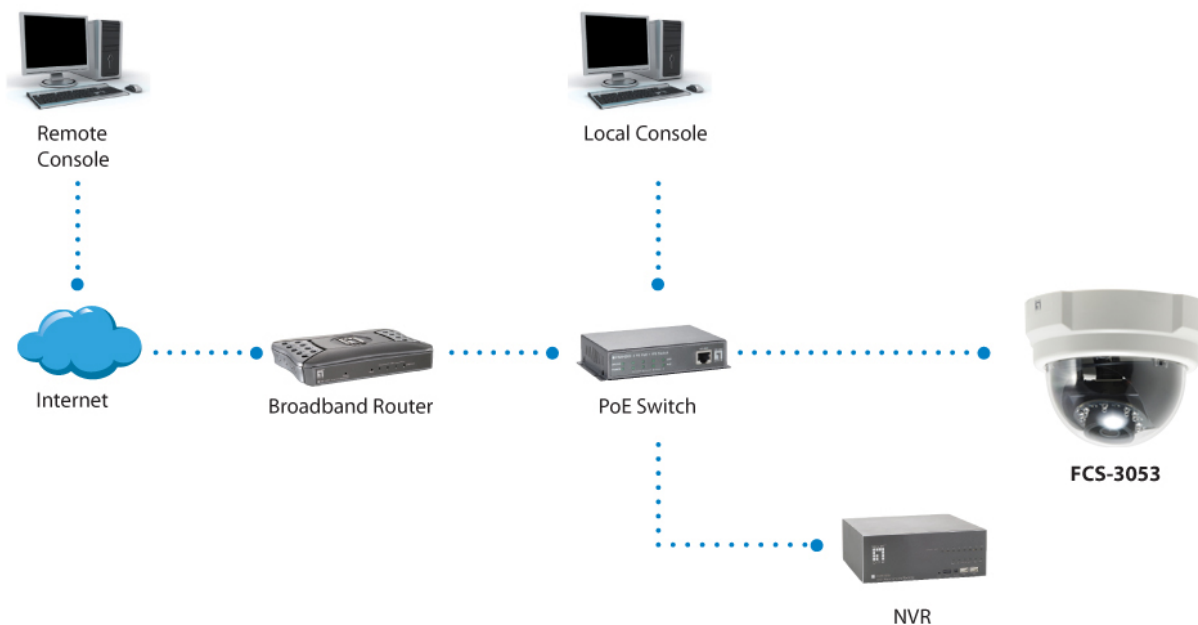 Remote
Console
Local Console
Internet
Broadband Router
PoE Switch
FCS-3053
NVR